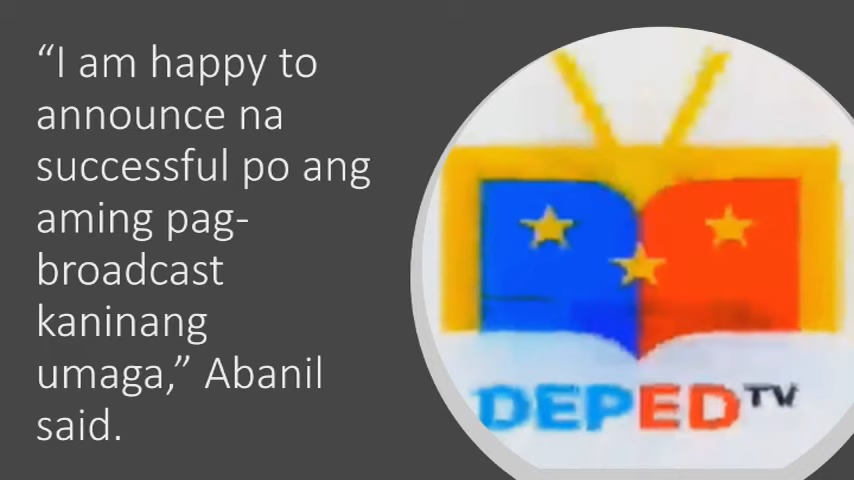 “I am happy to
announce na
successful po ang
aming pag-
broadcast
kaninang
umaga,” Abanil
said.
DEPED TV